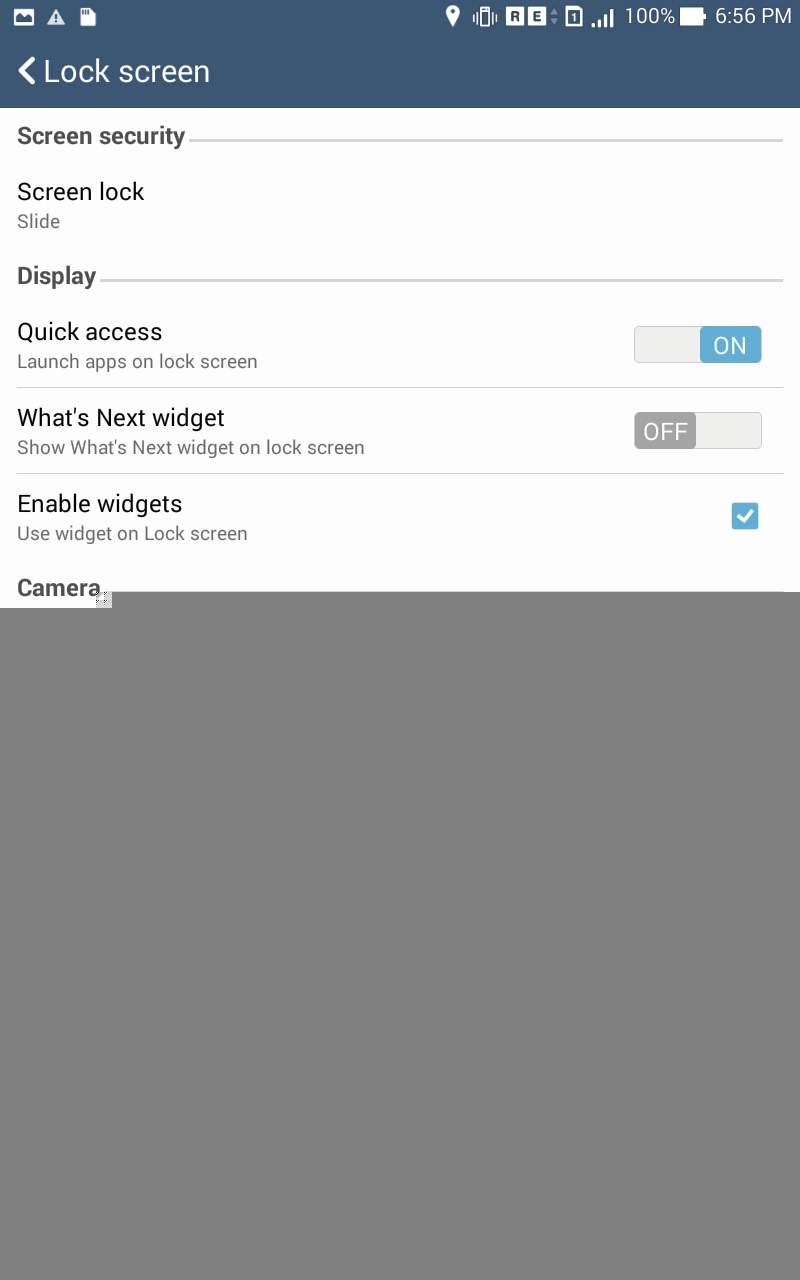 R E 1 100% 6:56 PM
Lock screen
Screen security
Screen lock
Slide
Display
Quick access
Launch apps on lock screen
ON
What's Next widget
Show What's Next widget on lock screen
OFF
Enable widgets
Use widget on Lock screen
Camera